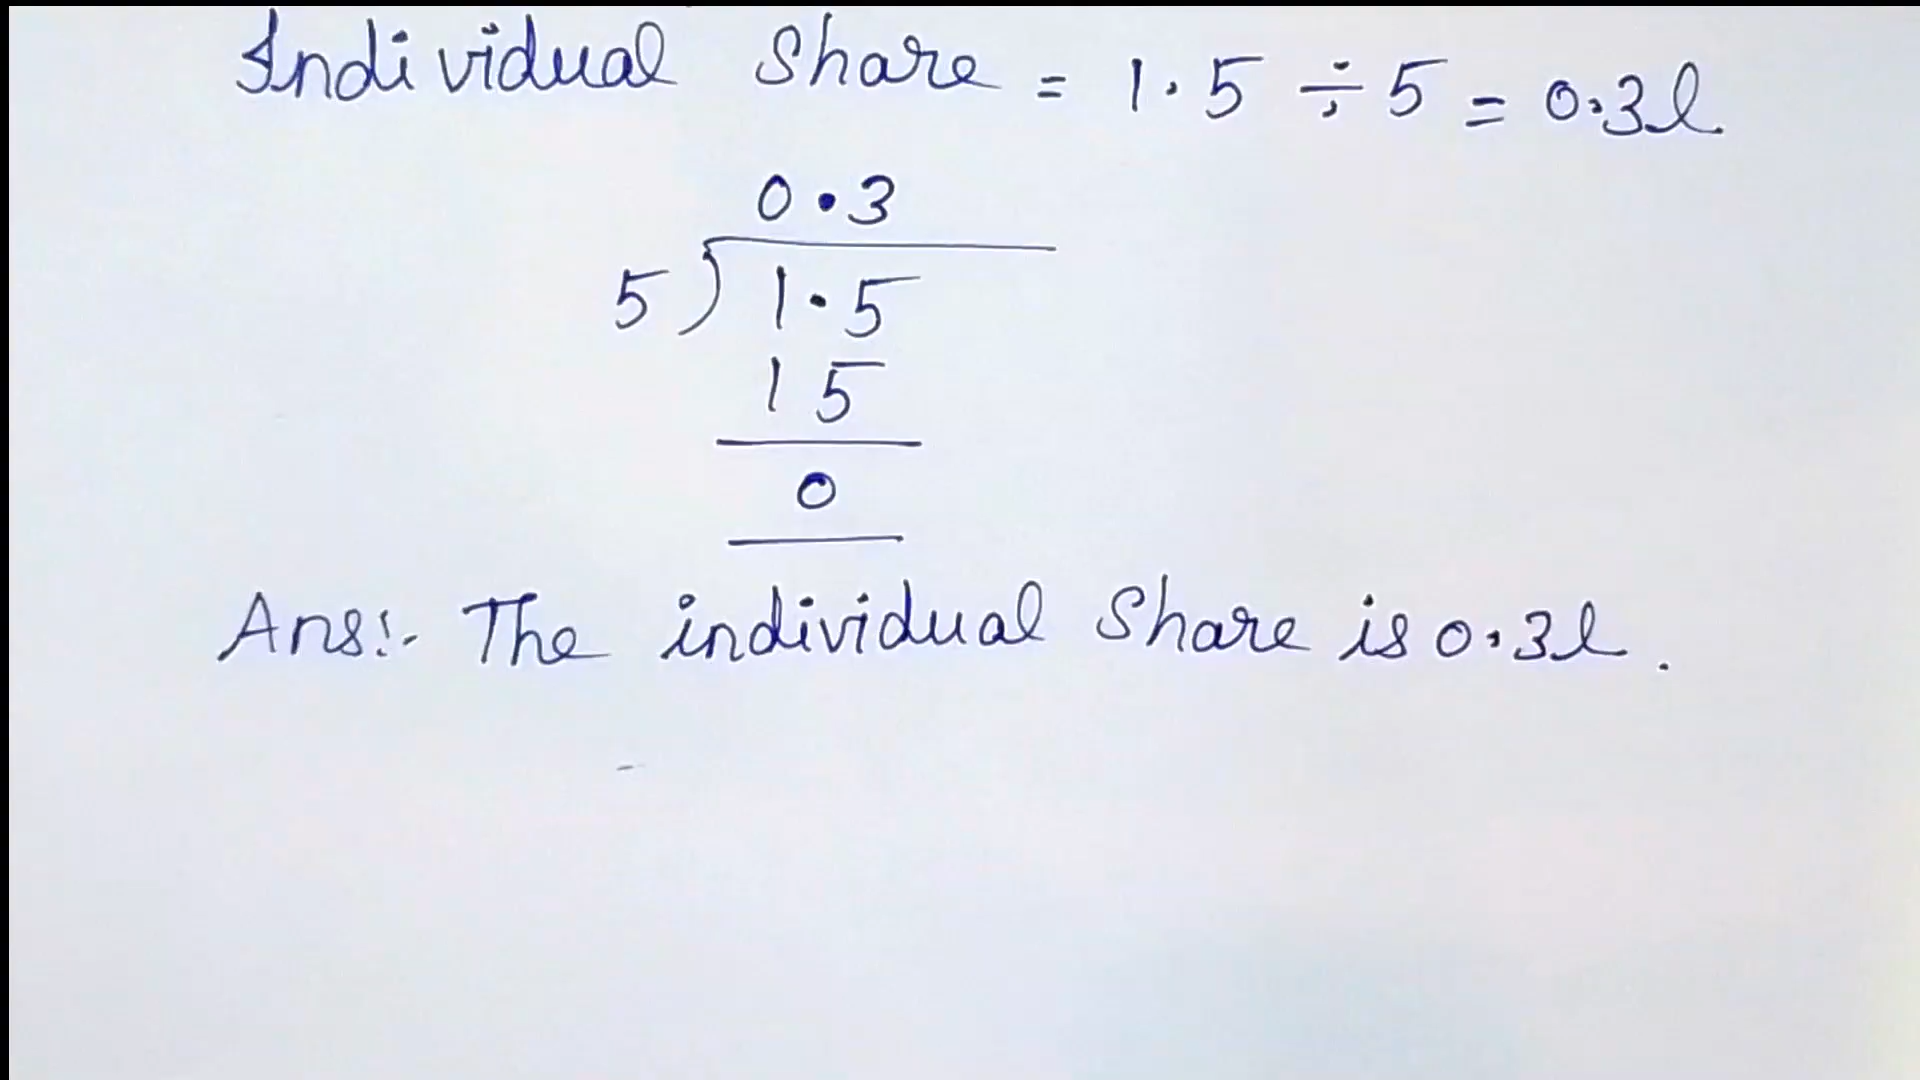 Individual Share = 1.5 ÷ 5 = 0.3l
0.3
5) 1.5
15
0
Ans:- The individual Share is 0.3l.